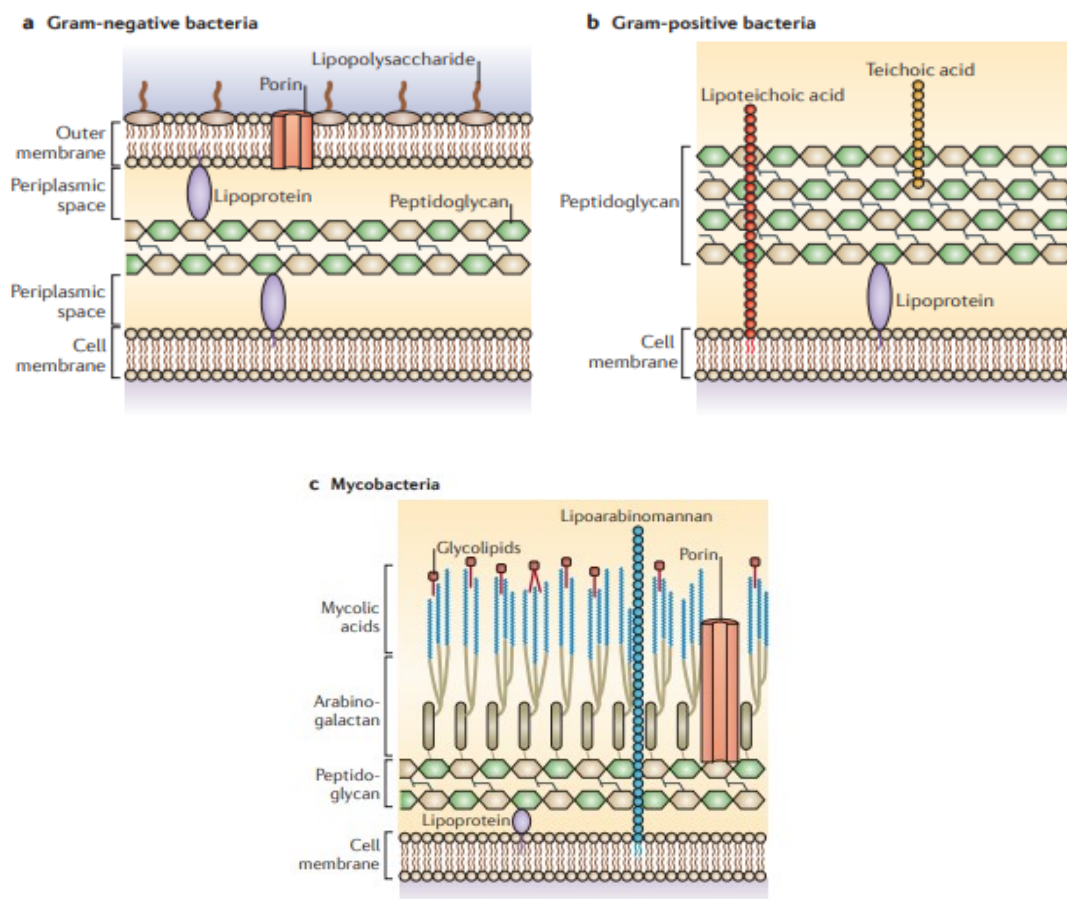 a Gram-negative bacteria
Lipopolysaccharide
Porin
Outer
membrane
Periplasmic
space
Lipoprotein
Peptidoglycan
Periplasmic
space
Cell
membrane
b Gram-positive bacteria
Teichoic acid
Lipoteichoic acid
Peptidoglycan
Lipoprotein
Cell
membrane
c Mycobacteria
Lipoarabinomannan
Glycolipids
Porin
Mycolic
acids
Arabino-
galactan
Peptido-
glycan
Lipoprotein
Cell
membrane